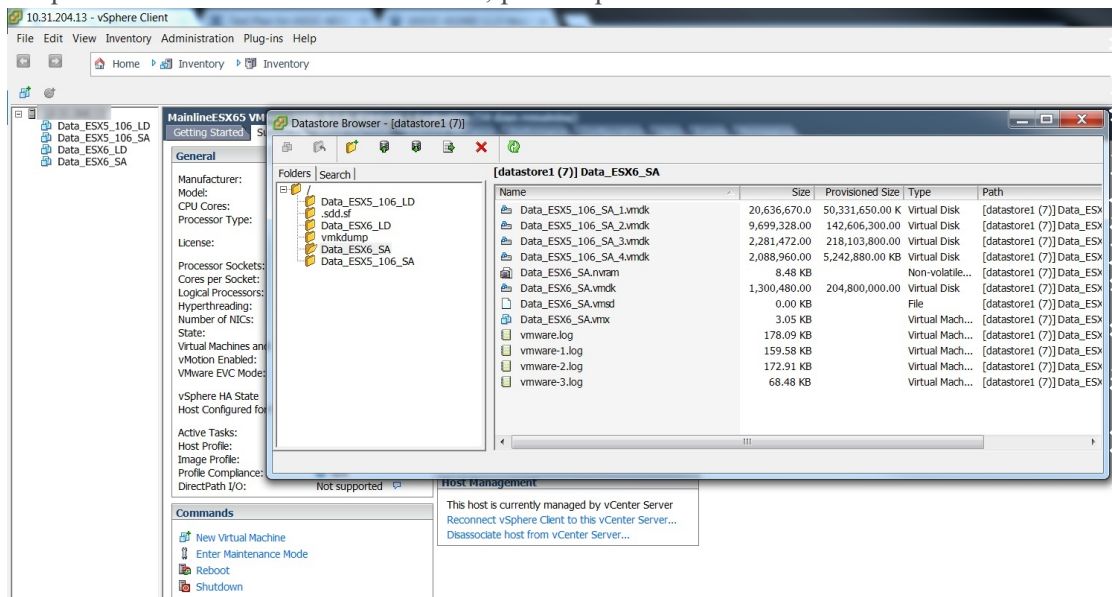 10.31.204.13 - vSphere Client
File Edit View Inventory Administration Plug-ins Help
Home Inventory Inventory
Data_ESX5_106_LD
Data_ESX5_106_SA
Data_ESX6_LD
Data_ESX6_SA
MainlineESX65 VM
Getting Started
General
Manufacturer:
Model:
CPU Cores:
Processor Type:
License:
Processor Sockets:
Cores per Socket:
Logical Processors:
Hyperthreading:
Number of NICs:
State:
Virtual Machines and
vMotion Enabled:
VMware EVC Mode:
vSphere HA State
Host Configured for
Active Tasks:
Host Profile:
Image Profile:
Profile Compliance:
DirectPath I/O: Not supported
Commands
New Virtual Machine
Enter Maintenance Mode
Reboot
Shutdown
Datastore Browser - [datastore1 (7)]
Folders Search
/
Data_ESX5_106_LD
.sdd.sf
Data_ESX6_LD
vmkdump
Data_ESX6_SA
Data_ESX5_106_SA
[datastore1 (7)] Data_ESX6_SA
Name Size Provisioned Size Type Path
Data_ESX5_106_SA_1.vmdk 20,636,670.0 50,331,650.00 K Virtual Disk [datastore1 (7)] Data_ESX
Data_ESX5_106_SA_2.vmdk 9,699,328.00 142,606,300.00 Virtual Disk [datastore1 (7)] Data_ESX
Data_ESX5_106_SA_3.vmdk 2,281,472.00 218,103,800.00 Virtual Disk [datastore1 (7)] Data_ESX
Data_ESX5_106_SA_4.vmdk 2,088,960.00 5,242,880.00 KB Virtual Disk [datastore1 (7)] Data_ESX
Data_ESX6_SA.nvram 8.48 KB Non-volatile... [datastore1 (7)] Data_ESX
Data_ESX6_SA.vmdk 1,300,480.00 204,800,000.00 Virtual Disk [datastore1 (7)] Data_ESX
Data_ESX6_SA.vmsd 0.00 KB File [datastore1 (7)] Data_ESX
Data_ESX6_SA.vmx 3.05 KB Virtual Mach... [datastore1 (7)] Data_ESX
vmware.log 178.09 KB Virtual Mach... [datastore1 (7)] Data_ESX
vmware-1.log 159.58 KB Virtual Mach... [datastore1 (7)] Data_ESX
vmware-2.log 172.91 KB Virtual Mach... [datastore1 (7)] Data_ESX
vmware-3.log 68.48 KB Virtual Mach... [datastore1 (7)] Data_ESX
Host Management
This host is currently managed by vCenter Server
Reconnect vSphere Client to this vCenter Server...
Disassociate host from vCenter Server...